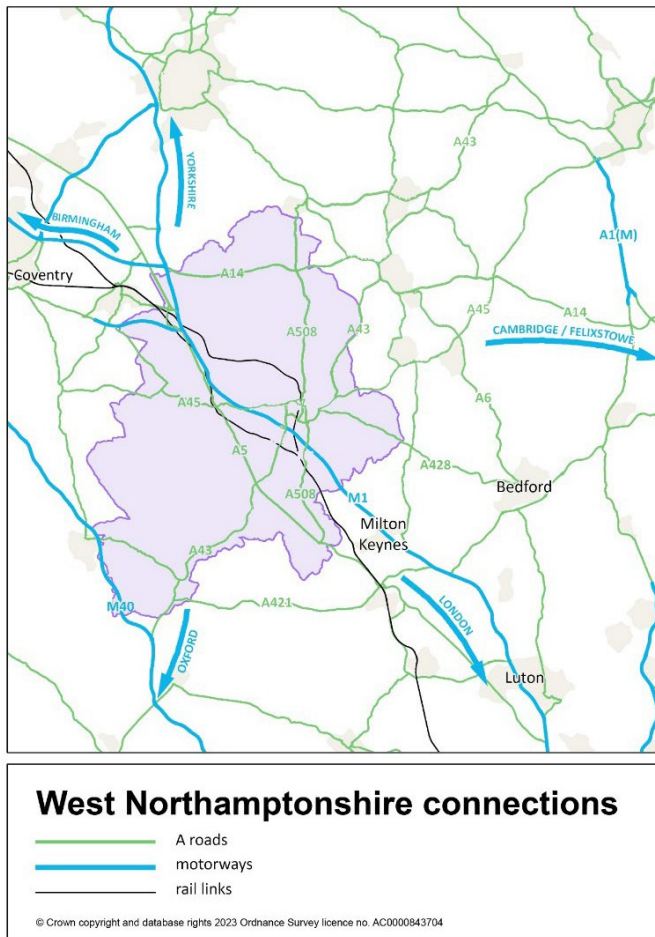 A43
YORKSHIRE
BIRMINGHAM
A1(M)
Coventry
A14
A45
A14
A508
A43
CAMBRIDGE / FELIXSTOWE
A6
A45
A5
A428
A508
M1
Bedford
Milton
Keynes
A43
M40
A421
LONDON
OXFORD
Luton
West Northamptonshire connections
A roads
motorways
rail links
© Crown copyright and database rights 2023 Ordnance Survey licence no. AC0000843704